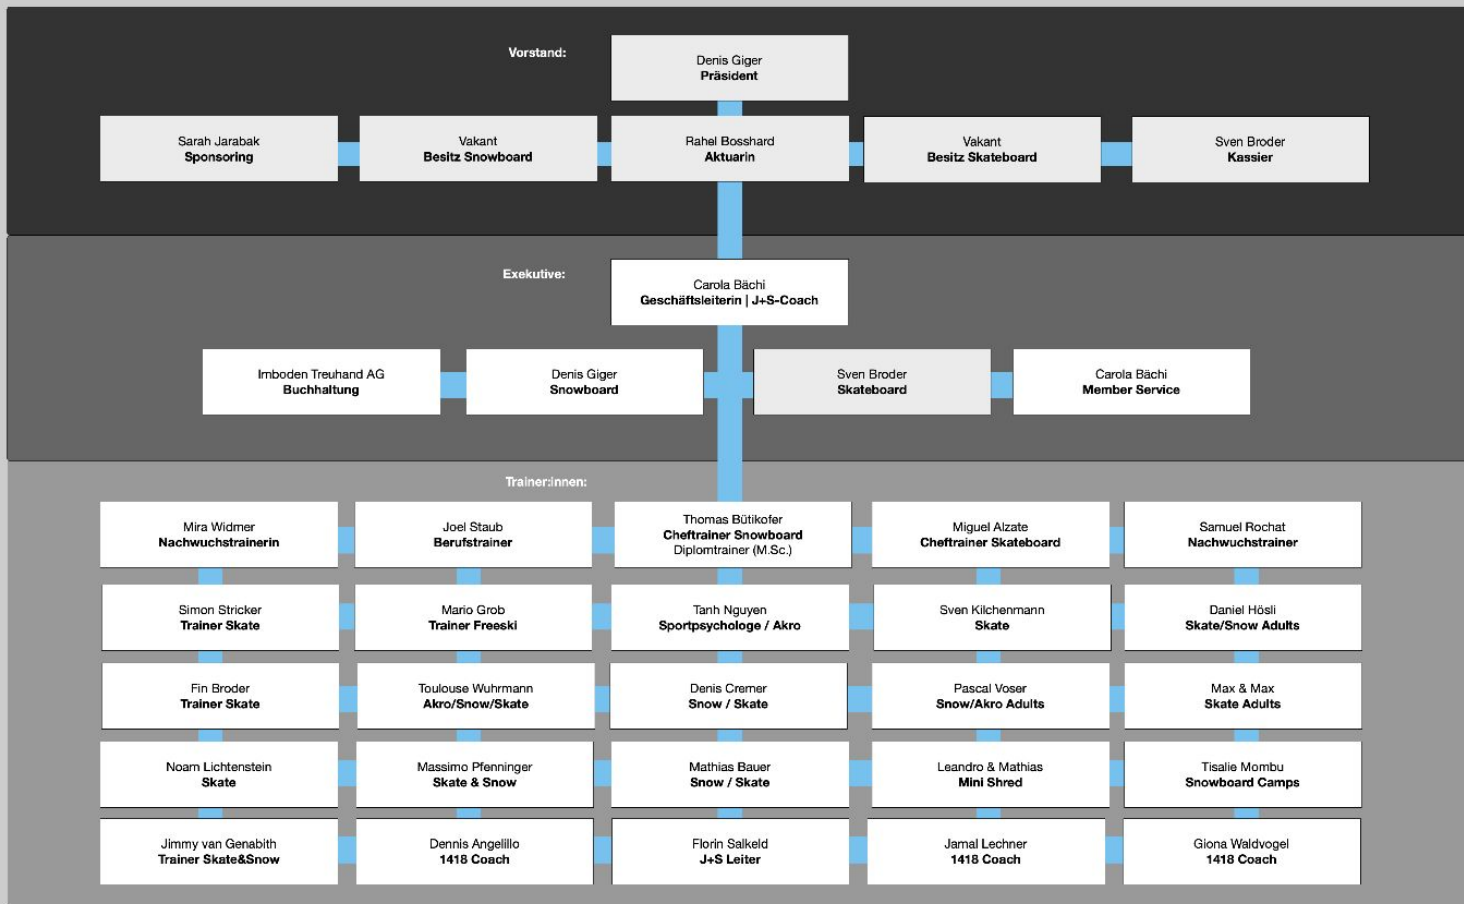 Vorstand:
Denis Giger
Präsident
Sarah Jarabak
Sponsoring
Vakant
Besitz Snowboard
Rahel Bosshard
Aktuarin
Vakant
Besitz Skateboard
Sven Broder
Kassier
Exekutive:
Carola Bächi
Geschäftsleiterin | J+S-Coach
Imboden Treuhand AG
Buchhaltung
Denis Giger
Snowboard
Sven Broder
Skateboard
Carola Bächi
Member Service
Trainer:innen:
Mira Widmer
Nachwuchstrainerin
Joel Staub
Berufstrainer
Thomas Bütikofer
Cheftrainer Snowboard
Diplomtrainer (M.Sc.)
Miguel Alzate
Cheftrainer Skateboard
Samuel Rochat
Nachwuchstrainer
Simon Stricker
Trainer Skate
Mario Grob
Trainer Freeski
Tanh Nguyen
Sportpsychologe / Akro
Sven Kilchenmann
Skate
Daniel Hösli
Skate/Snow Adults
Fin Broder
Trainer Skate
Toulouse Wuhrmann
Akro/Snow/Skate
Denis Cremer
Snow / Skate
Pascal Voser
Snow/Akro Adults
Max & Max
Skate Adults
Noam Lichtenstein
Skate
Massimo Pfenninger
Skate & Snow
Mathias Bauer
Snow / Skate
Leandro & Mathias
Mini Shred
Tisalie Mombu
Snowboard Camps
Jimmy van Genabith
Trainer Skate&Snow
Dennis Angelillo
1418 Coach
Florin Salkeld
J+S Leiter
Jamal Lechner
1418 Coach
Giona Waldvogel
1418 Coach